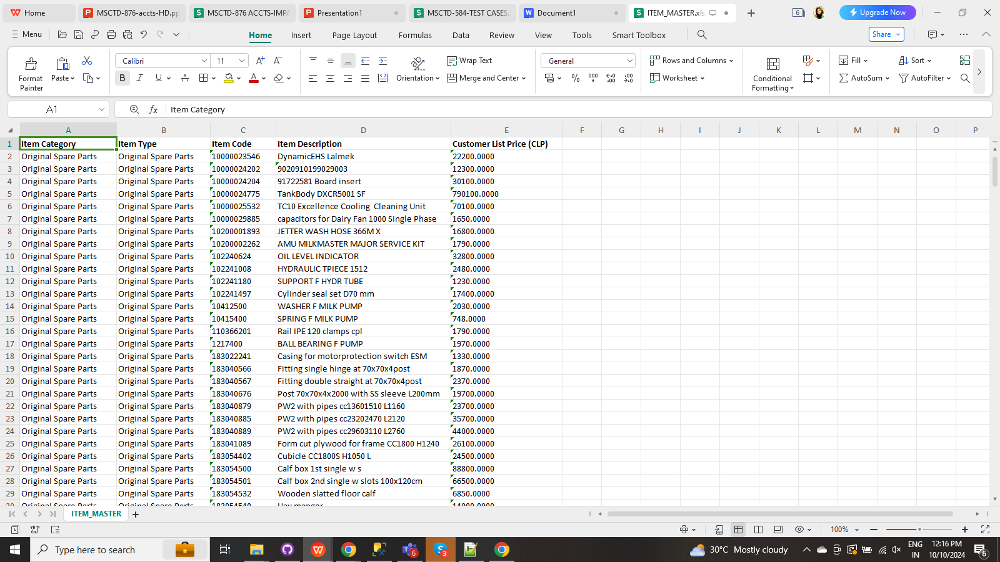 Home MSCTD-876-accts-HD.pp MSCTD-876 ACCTS-IMPA Presentation1 MSCTD-584-TEST CASES. Document1 ITEM_MASTER.xls 6 Upgrade Now
Menu Home Insert Page Layout Formulas Data Review View Tools Smart Toolbox Share
Calibri 11 Wrap Text General Rows and Columns Fill Sort
Format Painter Paste B I U A A Orientation Merge and Center % Worksheet Conditional Formatting AutoSum AutoFilter
A1 fx Item Category
A B C D E F G H I J K L M N O P
1 Item Category Item Type Item Code Item Description Customer List Price (CLP)
2 Original Spare Parts Original Spare Parts 10000023546 DynamicEHS Lalmek 22200.0000
3 Original Spare Parts Original Spare Parts 10000024202 9020910199029003 12300.0000
4 Original Spare Parts Original Spare Parts 10000024204 91722581 Board insert 30100.0000
5 Original Spare Parts Original Spare Parts 10000024775 TankBody DXCR5001 SF 790100.0000
6 Original Spare Parts Original Spare Parts 10000025532 TC10 Excellence Cooling  Cleaning Unit 70100.0000
7 Original Spare Parts Original Spare Parts 10000029885 capacitors for Dairy Fan 1000 Single Phase 1650.0000
8 Original Spare Parts Original Spare Parts 10200001893 JETTER WASH HOSE 366M X 16800.0000
9 Original Spare Parts Original Spare Parts 10200002262 AMU MILKMASTER MAJOR SERVICE KIT 1790.0000
10 Original Spare Parts Original Spare Parts 102240624 OIL LEVEL INDICATOR 32800.0000
11 Original Spare Parts Original Spare Parts 102241008 HYDRAULIC TPIECE 1512 2480.0000
12 Original Spare Parts Original Spare Parts 102241180 SUPPORT F HYDR TUBE 1230.0000
13 Original Spare Parts Original Spare Parts 102241497 Cylinder seal set D70 mm 17400.0000
14 Original Spare Parts Original Spare Parts 10412500 WASHER F MILK PUMP 2030.0000
15 Original Spare Parts Original Spare Parts 10415400 SPRING F MILK PUMP 748.0000
16 Original Spare Parts Original Spare Parts 110366201 Rail IPE 120 clamps cpl 1790.0000
17 Original Spare Parts Original Spare Parts 1217400 BALL BEARING F PUMP 1970.0000
18 Original Spare Parts Original Spare Parts 183022241 Casing for motorprotection switch ESM 1330.0000
19 Original Spare Parts Original Spare Parts 183040566 Fitting single hinge at 70x70x4post 1870.0000
20 Original Spare Parts Original Spare Parts 183040567 Fitting double straight at 70x70x4post 2370.0000
21 Original Spare Parts Original Spare Parts 183040676 Post 70x70x4x2000 with SS sleeve L200mm 19700.0000
22 Original Spare Parts Original Spare Parts 183040879 PW2 with pipes cc13601510 L1160 23700.0000
23 Original Spare Parts Original Spare Parts 183040885 PW2 with pipes cc23202470 L2120 35700.0000
24 Original Spare Parts Original Spare Parts 183040889 PW2 with pipes cc29603110 L2760 44000.0000
25 Original Spare Parts Original Spare Parts 183041089 Form cut plywood for frame CC1800 H1240 26100.0000
26 Original Spare Parts Original Spare Parts 183054402 Cubicle CC1800S H1050 L 24500.0000
27 Original Spare Parts Original Spare Parts 183054500 Calf box 1st single w s 88800.0000
28 Original Spare Parts Original Spare Parts 183054501 Calf box 2nd single w slots 100x120cm 66500.0000
29 Original Spare Parts Original Spare Parts 183054532 Wooden slatted floor calf 6850.0000
ITEM_MASTER
100%
Type here to search 6 3 30°C Mostly cloudy ENG IN 12:16 PM 10/10/2024 6